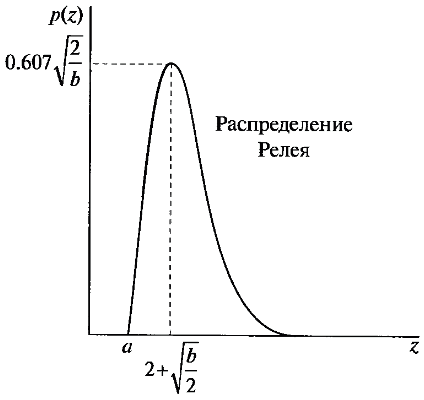 p(z)
0.607√(2/b)
Распределение
Релея
a
2+√(b/2)
z